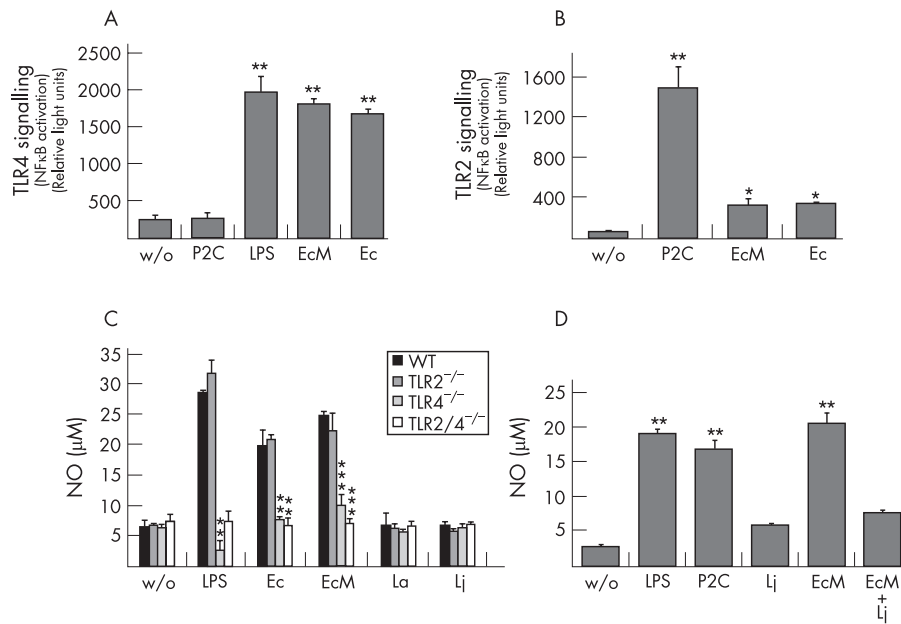 A
TLR4 signalling
(NFκB activation)
(Relative light units)
2500
2000
1500
1000
500
**
**
**
w/o P2C LPS EcM Ec
B
TLR2 signalling
(NFκB activation)
(Relative light units)
1600
1200
800
400
**
*
*
w/o P2C EcM Ec
C
NO (μM)
35
30
25
20
15
10
5
WT
TLR2−/−
TLR4−/−
TLR2/4−/−
**
**
**
***
***
w/o LPS Ec EcM La Lj
D
NO (μM)
25
20
15
10
5
**
**
**
w/o LPS P2C Lj EcM EcM
+
Lj